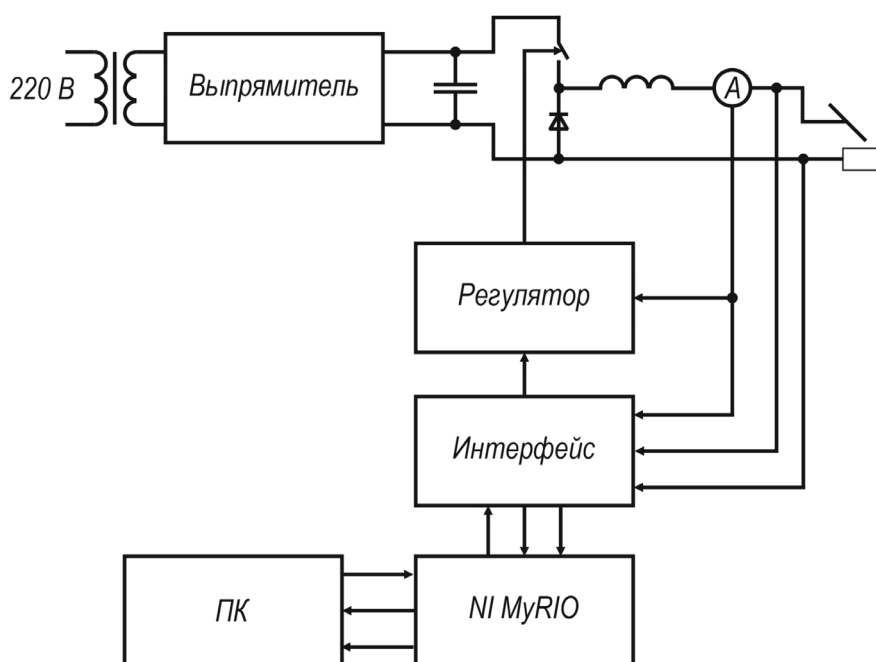 220 В
Выпрямитель
А
Регулятор
Интерфейс
ПК
NI MyRIO